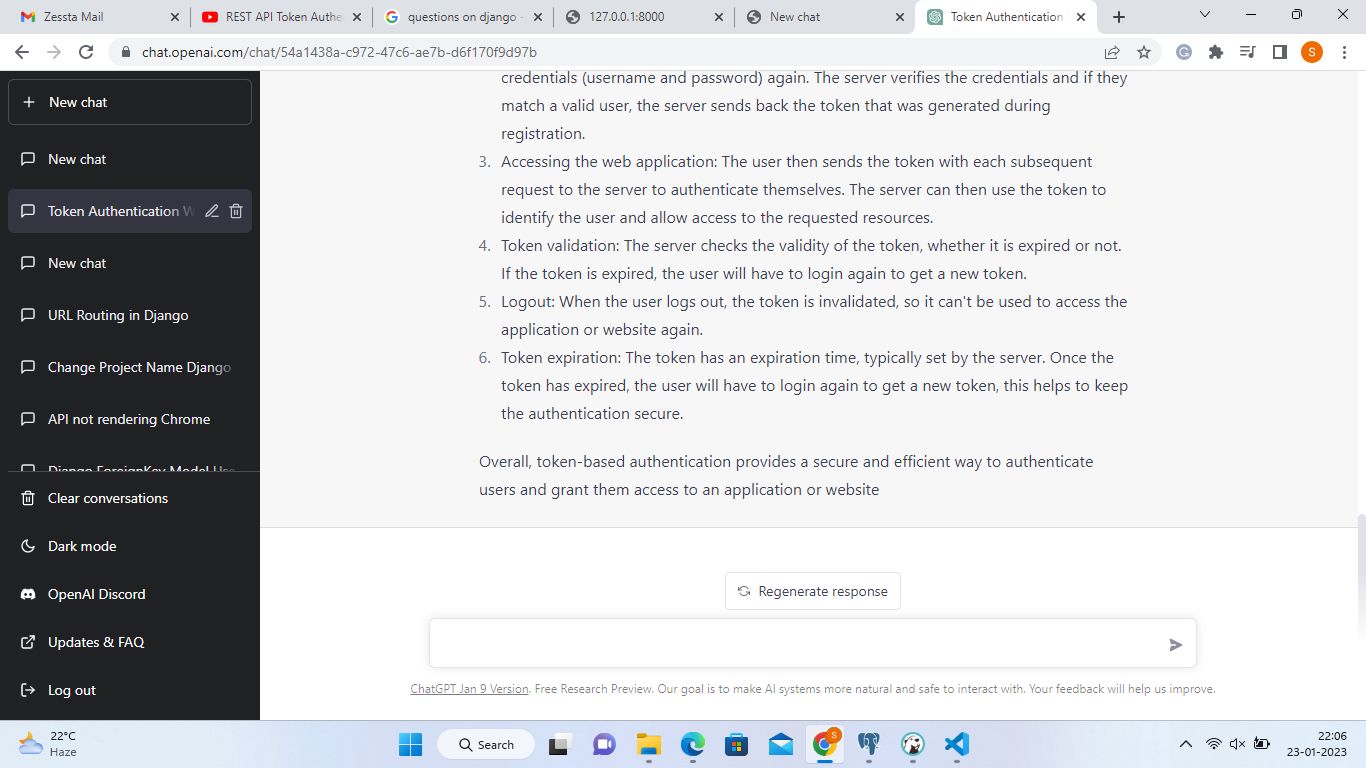 Zessta Mail
REST API Token Authe
questions on django -
127.0.0.1:8000
New chat
Token Authentication
chat.openai.com/chat/54a1438a-c972-47c6-ae7b-d6f170f9d97b
S
New chat
New chat
Token Authentication W
New chat
URL Routing in Django
Change Project Name Django
API not rendering Chrome
Django ForeignKey Model Use
Clear conversations
Dark mode
OpenAI Discord
Updates & FAQ
Log out
credentials (username and password) again. The server verifies the credentials and if they
match a valid user, the server sends back the token that was generated during
registration.
3. Accessing the web application: The user then sends the token with each subsequent
request to the server to authenticate themselves. The server can then use the token to
identify the user and allow access to the requested resources.
4. Token validation: The server checks the validity of the token, whether it is expired or not.
If the token is expired, the user will have to login again to get a new token.
5. Logout: When the user logs out, the token is invalidated, so it can't be used to access the
application or website again.
6. Token expiration: The token has an expiration time, typically set by the server. Once the
token has expired, the user will have to login again to get a new token, this helps to keep
the authentication secure.
Overall, token-based authentication provides a secure and efficient way to authenticate
users and grant them access to an application or website
Regenerate response
ChatGPT Jan 9 Version. Free Research Preview. Our goal is to make AI systems more natural and safe to interact with. Your feedback will help us improve.
22°C
Haze
Search
S
22:06
23-01-2023